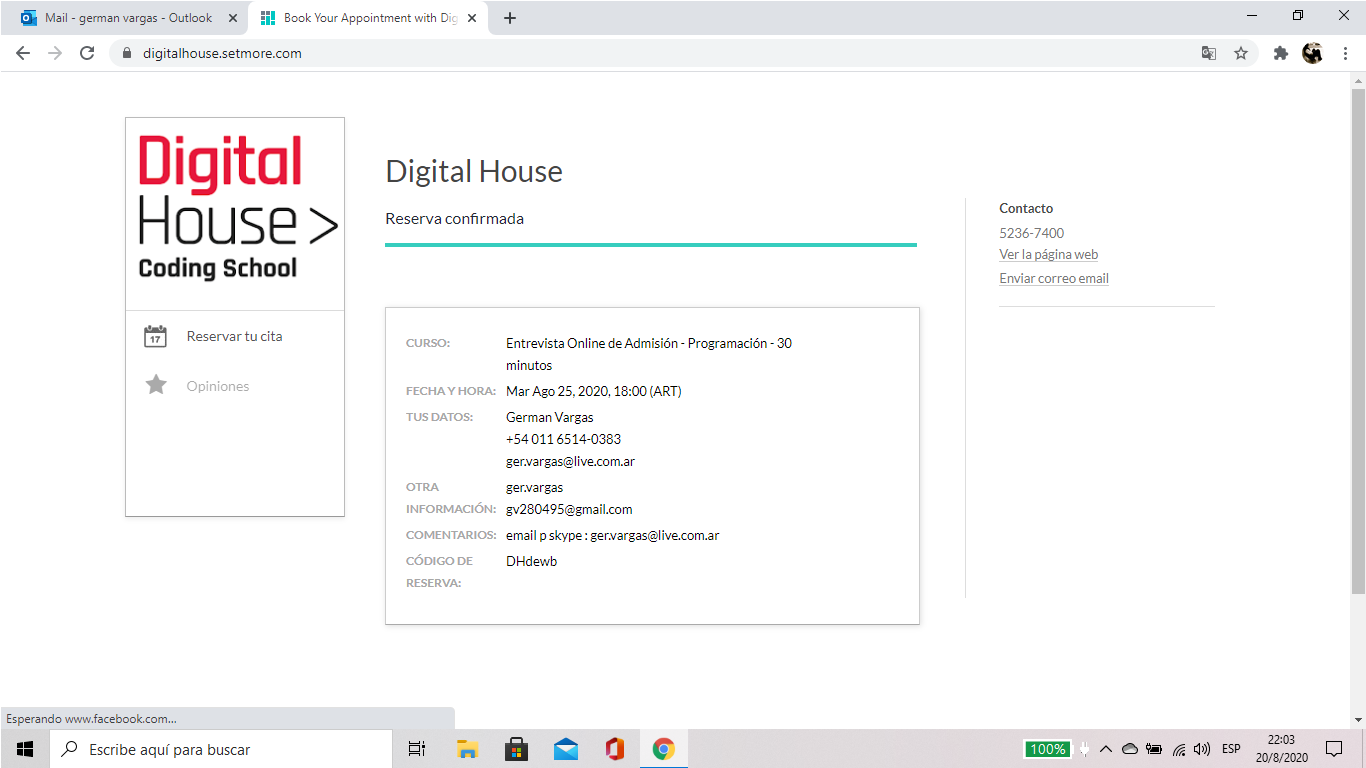 Mail - german vargas - Outlook
Book Your Appointment with Dig
digitalhouse.setmore.com
Digital
House >
Coding School
17
Reservar tu cita
Opiniones
Digital House
Reserva confirmada
CURSO: Entrevista Online de Admisión - Programación - 30
minutos
FECHA Y HORA: Mar Ago 25, 2020, 18:00 (ART)
TUS DATOS: German Vargas
+54 011 6514-0383
ger.vargas@live.com.ar
OTRA ger.vargas
INFORMACIÓN: gv280495@gmail.com
COMENTARIOS: email p skype : ger.vargas@live.com.ar
CÓDIGO DE DHdewb
RESERVA:
Contacto
5236-7400
Ver la página web
Enviar correo email
Esperando www.facebook.com...
Escribe aquí para buscar
100%
ESP
22:03
20/8/2020